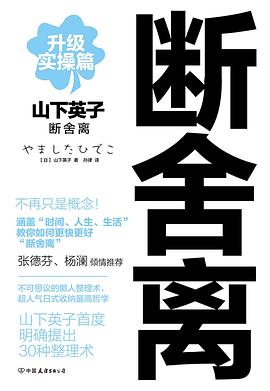 升级
实操篇
山下英子
断舍离
やましたひでこ
【日】山下英子 著 孙律 译
断舍离
不再只是概念！
涵盖“时间、人生、生活”
教你如何更快更好
“断舍离”
张德芬、杨澜 倾情推荐
不可思议的懒人整理术，
超人气日式收纳最高哲学
山下英子首度
明确提出
30种整理术
中国友谊出版公司